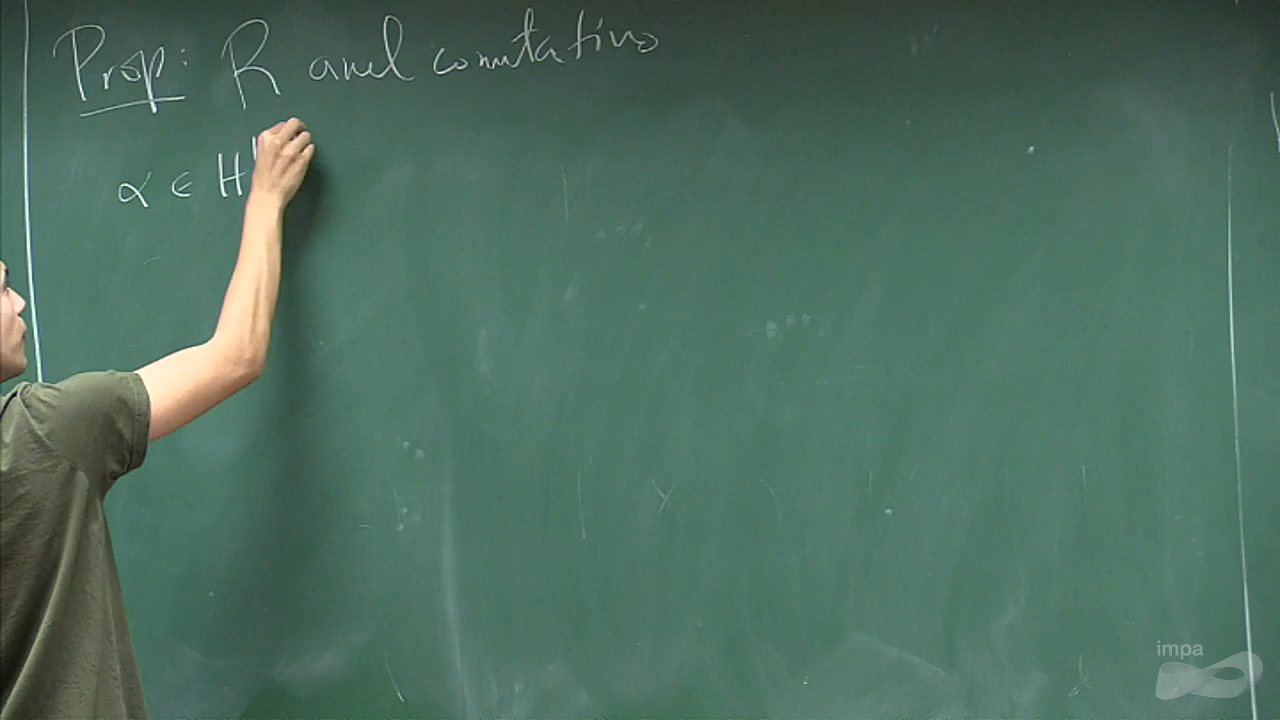 Prop: R anel comutativo
α ∈ H
impa